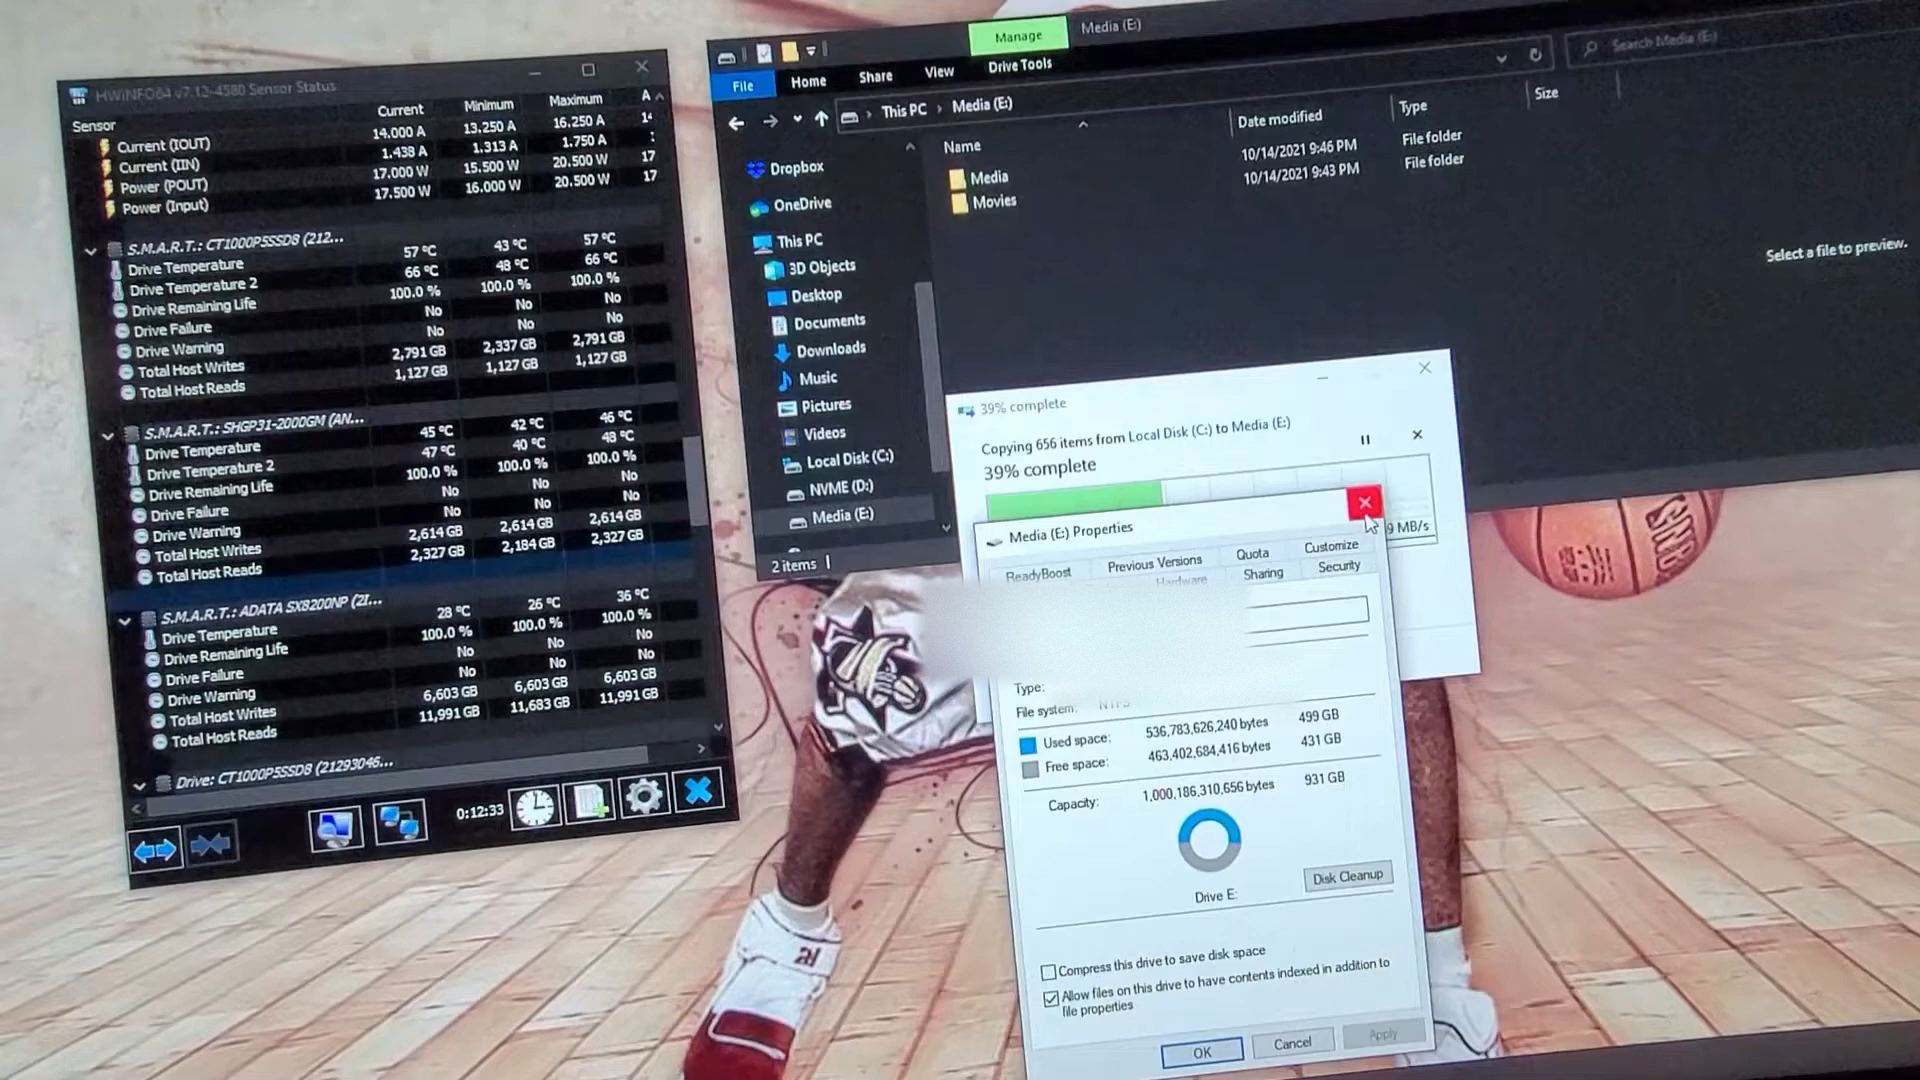 HWiNFO64 v7.12-4580 Sensor Status
Sensor Current Minimum Maximum A
Current (IOUT) 14.000 A 13.250 A 16.250 A 14
Current (IIN) 1.438 A 1.313 A 1.750 A 1
Power (POUT) 17.000 W 15.500 W 20.500 W 17
Power (Input) 17.500 W 16.000 W 20.500 W 17
S.M.A.R.T.: CT1000P5SSD8 (212...
Drive Temperature 57 °C 43 °C 57 °C
Drive Temperature 2 66 °C 48 °C 66 °C
Drive Remaining Life 100.0 % 100.0 % 100.0 %
Drive Failure No No No
Drive Warning No No No
Total Host Writes 2,791 GB 2,337 GB 2,791 GB
Total Host Reads 1,127 GB 1,127 GB 1,127 GB
S.M.A.R.T.: SHGP31-2000GM (AN...
Drive Temperature 45 °C 42 °C 46 °C
Drive Temperature 2 47 °C 40 °C 48 °C
Drive Remaining Life 100.0 % 100.0 % 100.0 %
Drive Failure No No No
Drive Warning No No No
Total Host Writes 2,614 GB 2,614 GB 2,614 GB
Total Host Reads 2,327 GB 2,184 GB 2,327 GB
S.M.A.R.T.: ADATA SX8200NP (2I...
Drive Temperature 28 °C 26 °C 36 °C
Drive Remaining Life 100.0 % 100.0 % 100.0 %
Drive Failure No No No
Drive Warning No No No
Total Host Writes 6,603 GB 6,603 GB 6,603 GB
Total Host Reads 11,991 GB 11,683 GB 11,991 GB
Drive: CT1000P5SSD8 (21293046...
0:12:33
Manage Media (E:)
File Home Share View Drive Tools
This PC Media (E:) Search Media (E:)
Name Date modified Type Size
Media 10/14/2021 9:46 PM File folder
Movies 10/14/2021 9:43 PM File folder
Select a file to preview.
Dropbox
OneDrive
This PC
3D Objects
Desktop
Documents
Downloads
Music
Pictures
Videos
Local Disk (C:)
NVME (D:)
Media (E:)
2 items
39% complete
Copying 656 items from Local Disk (C:) to Media (E:)
39% complete
9 MB/s
Media (E:) Properties
ReadyBoost Previous Versions Quota Customize
Hardware Sharing Security
Type:
File system: NTFS
Used space: 536,783,626,240 bytes 499 GB
Free space: 463,402,684,416 bytes 431 GB
Capacity: 1,000,186,310,656 bytes 931 GB
Drive E:
Disk Cleanup
Compress this drive to save disk space
Allow files on this drive to have contents indexed in addition to
file properties
OK Cancel Apply
21